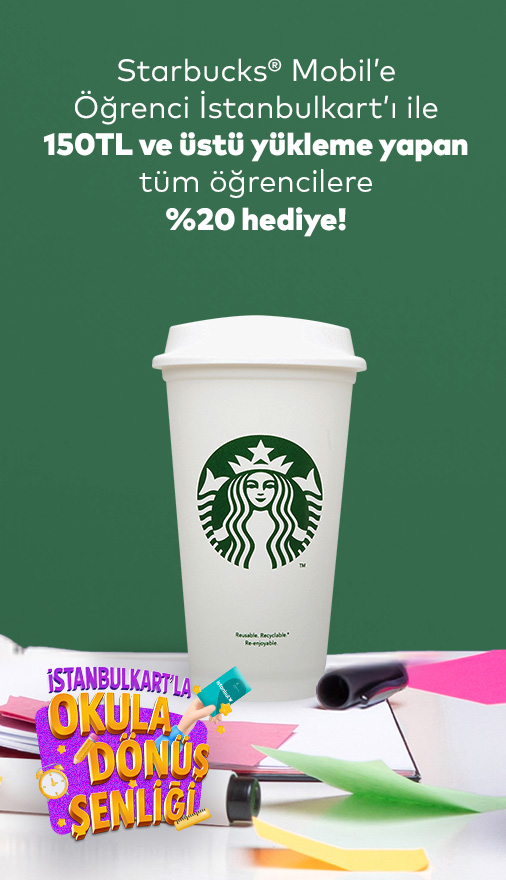 Starbucks® Mobil’e
Öğrenci İstanbulkart’ı ile
150TL ve üstü yükleme yapan
tüm öğrencilere
%20 hediye!
TM
Reusable. Recyclable.*
Re-enjoyable.
İSTANBULKART’LA
OKULA
DÖNÜŞ
ŞENLİĞİ